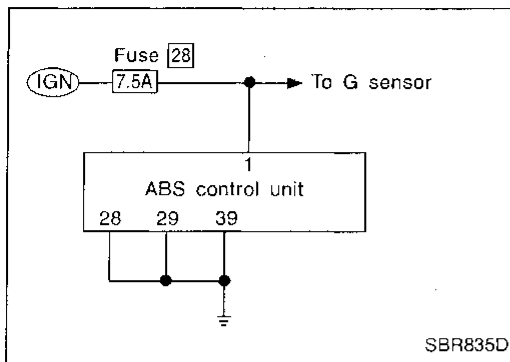 Fuse 28
IGN 7.5A To G sensor
1
ABS control unit
28 29 39
SBR835D